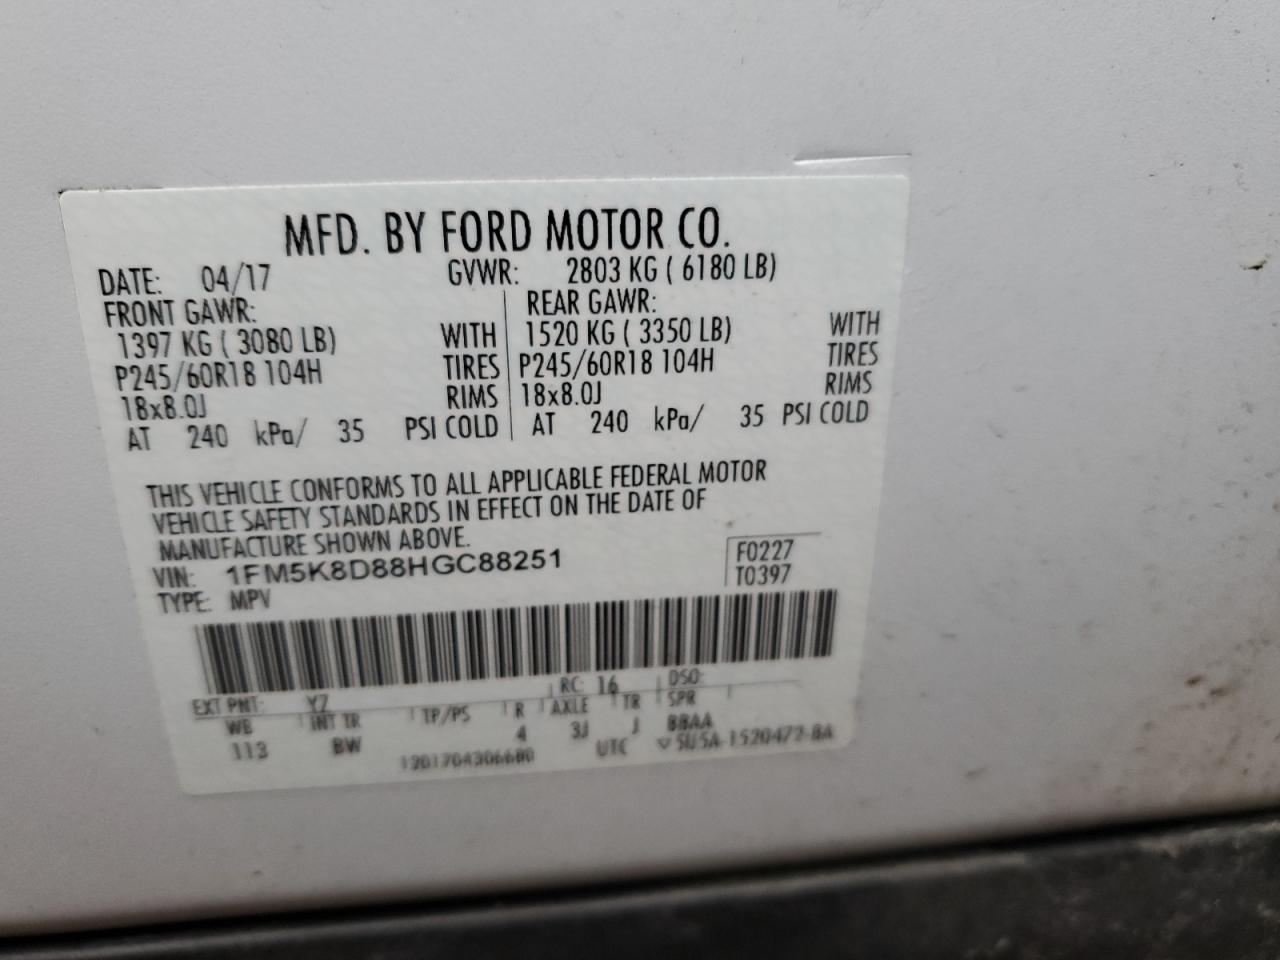 MFD. BY FORD MOTOR CO.
DATE: 04/17 GVWR: 2803 KG ( 6180 LB)
FRONT GAWR: REAR GAWR:
1397 KG ( 3080 LB) WITH 1520 KG ( 3350 LB) WITH
P245/60R18 104H TIRES P245/60R18 104H TIRES
18x8.0J RIMS 18x8.0J RIMS
AT 240 kPa/ 35 PSI COLD AT 240 kPa/ 35 PSI COLD
THIS VEHICLE CONFORMS TO ALL APPLICABLE FEDERAL MOTOR
VEHICLE SAFETY STANDARDS IN EFFECT ON THE DATE OF
MANUFACTURE SHOWN ABOVE.
VIN: 1FM5K8D88HGC88251 F0227
TYPE: MPV T0397
EXT PNT: YZ RC: 16 DSO:
WB INT TR TP/PS R AXLE TR SPR
113 BW 4 3J J BBAA
UTC